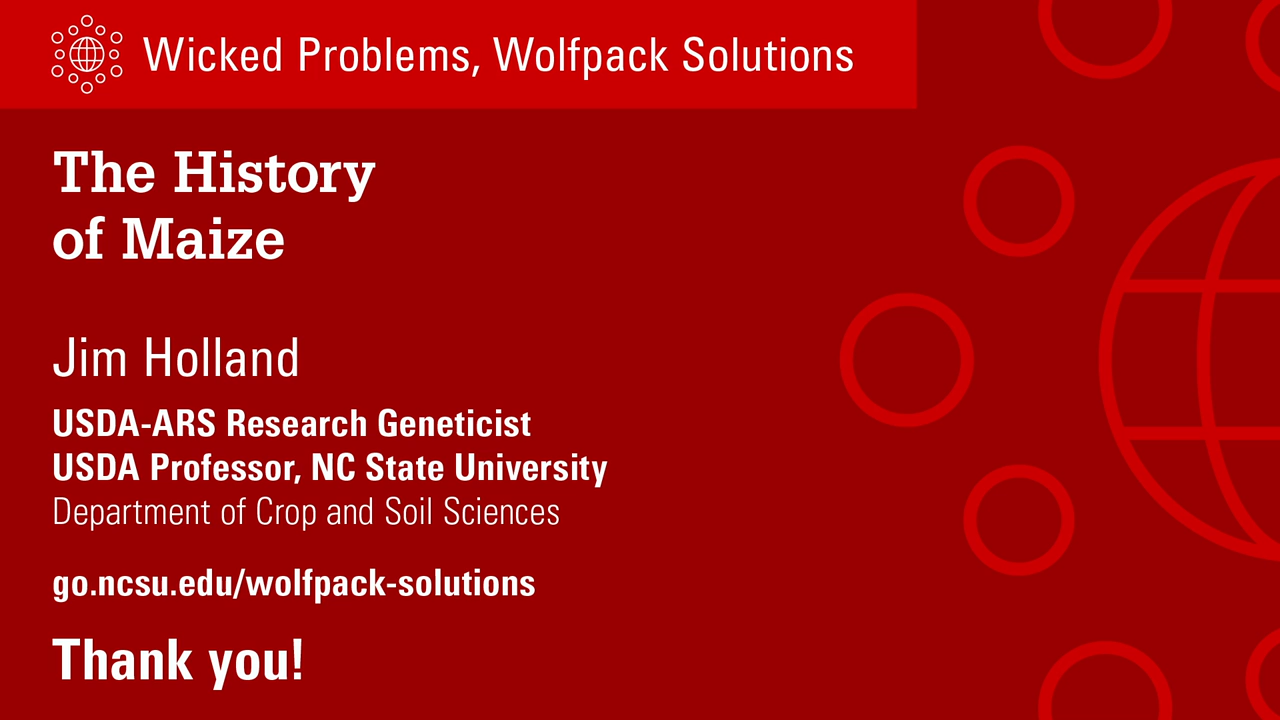 Wicked Problems, Wolfpack Solutions
The History
of Maize
Jim Holland
USDA-ARS Research Geneticist
USDA Professor, NC State University
Department of Crop and Soil Sciences
go.ncsu.edu/wolfpack-solutions
Thank you!